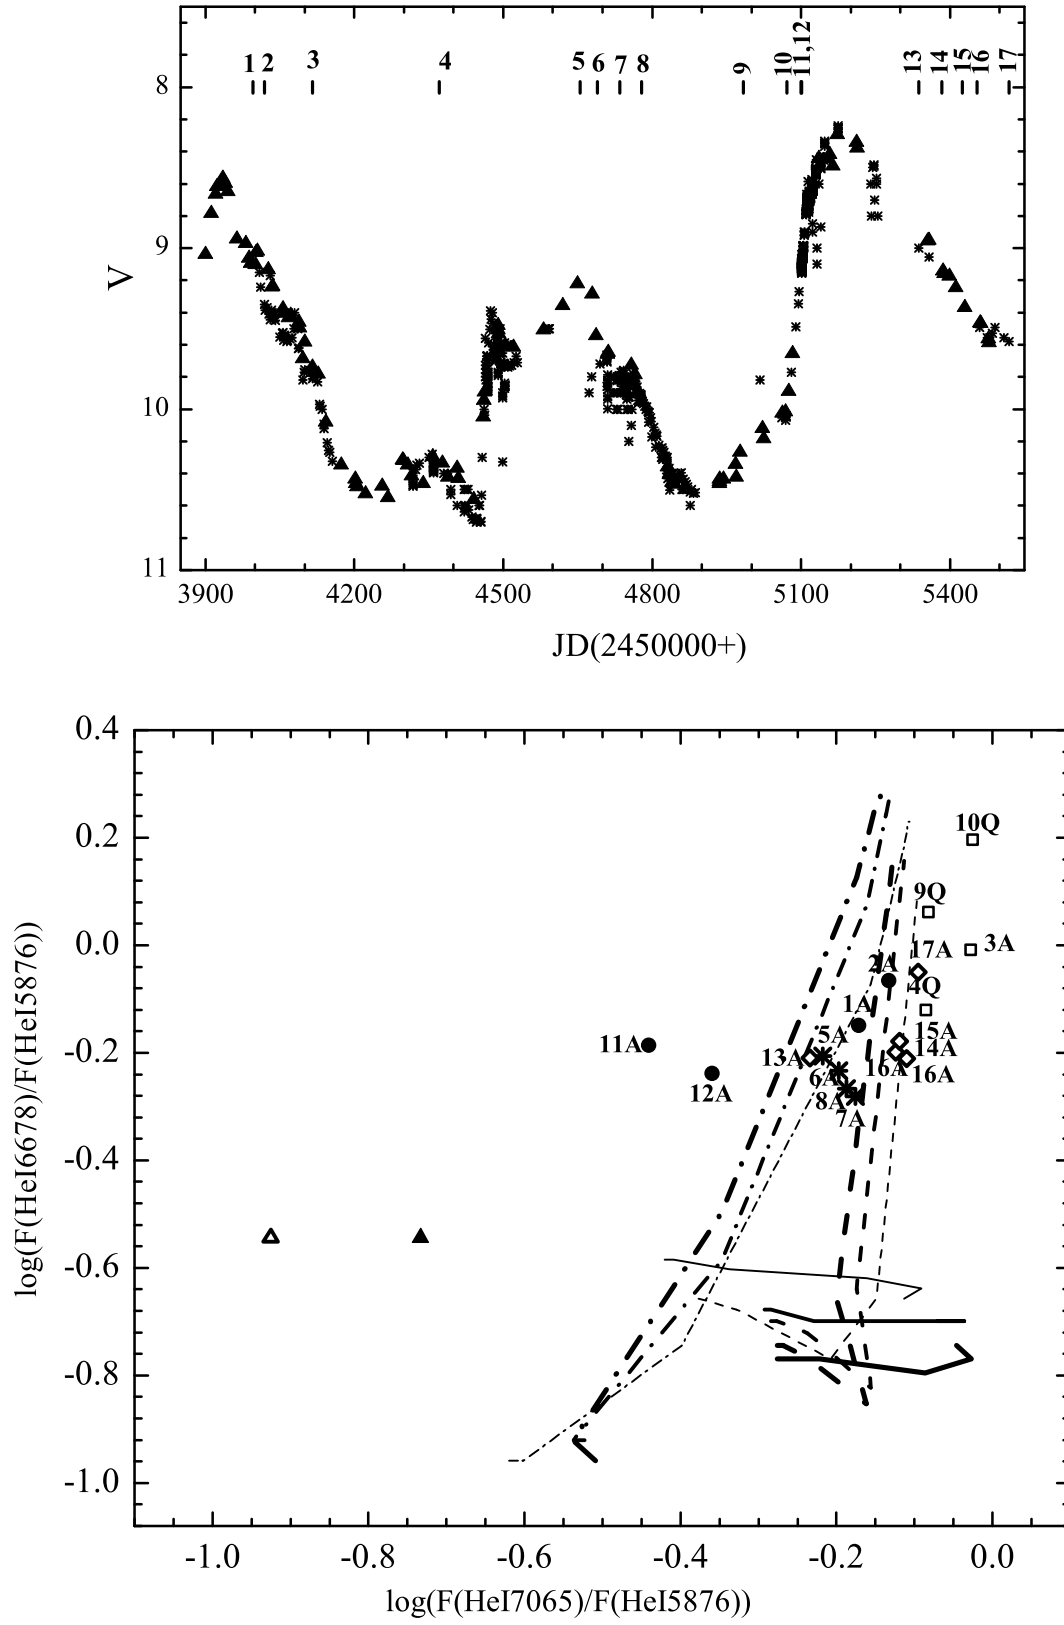 8
9
10
11
V
1 2 3 4 5 6 7 8 9 10 11,12 13 14 15 16 17
3900 4200 4500 4800 5100 5400
JD(2450000+)
0.4
0.2
0.0
-0.2
-0.4
-0.6
-0.8
-1.0
log(F(HeI6678)/F(HeI5876))
10Q
9Q
3A
17A
2A
4Q
1A
5A
15A
11A
13A
14A
16A
16A
6A
12A
8A
7A
-1.0 -0.8 -0.6 -0.4 -0.2 0.0
log(F(HeI7065)/F(HeI5876))